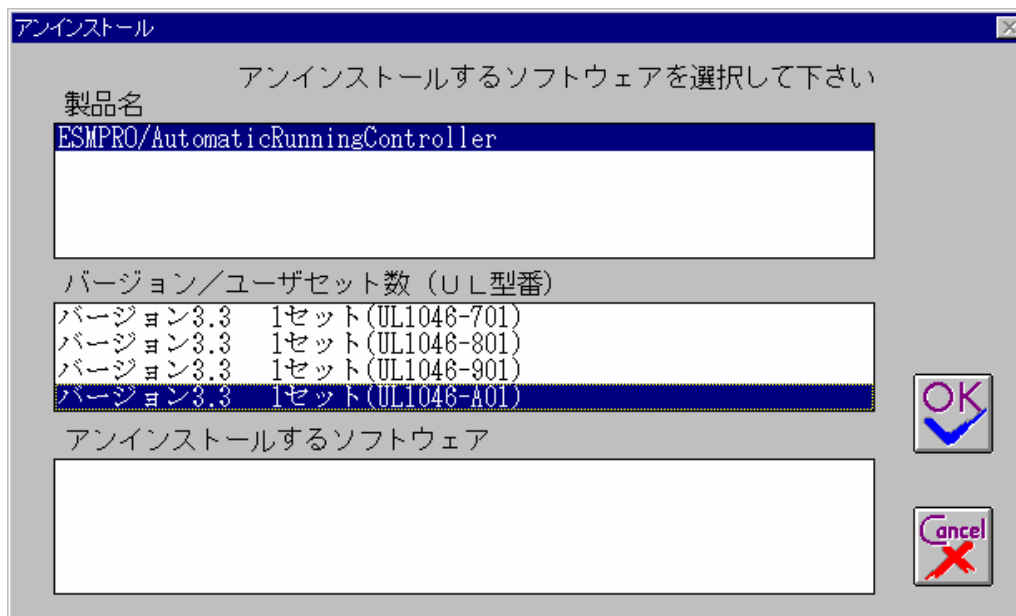 アンインストール
アンインストールするソフトウェアを選択して下さい
製品名
ESMPRO/AutomaticRunningController
バージョン/ユーザセット数(UL型番)
バージョン3.3 1セット(UL1046-701)
バージョン3.3 1セット(UL1046-801)
バージョン3.3 1セット(UL1046-901)
バージョン3.3 1セット(UL1046-A01)
OK
アンインストールするソフトウェア
Cancel